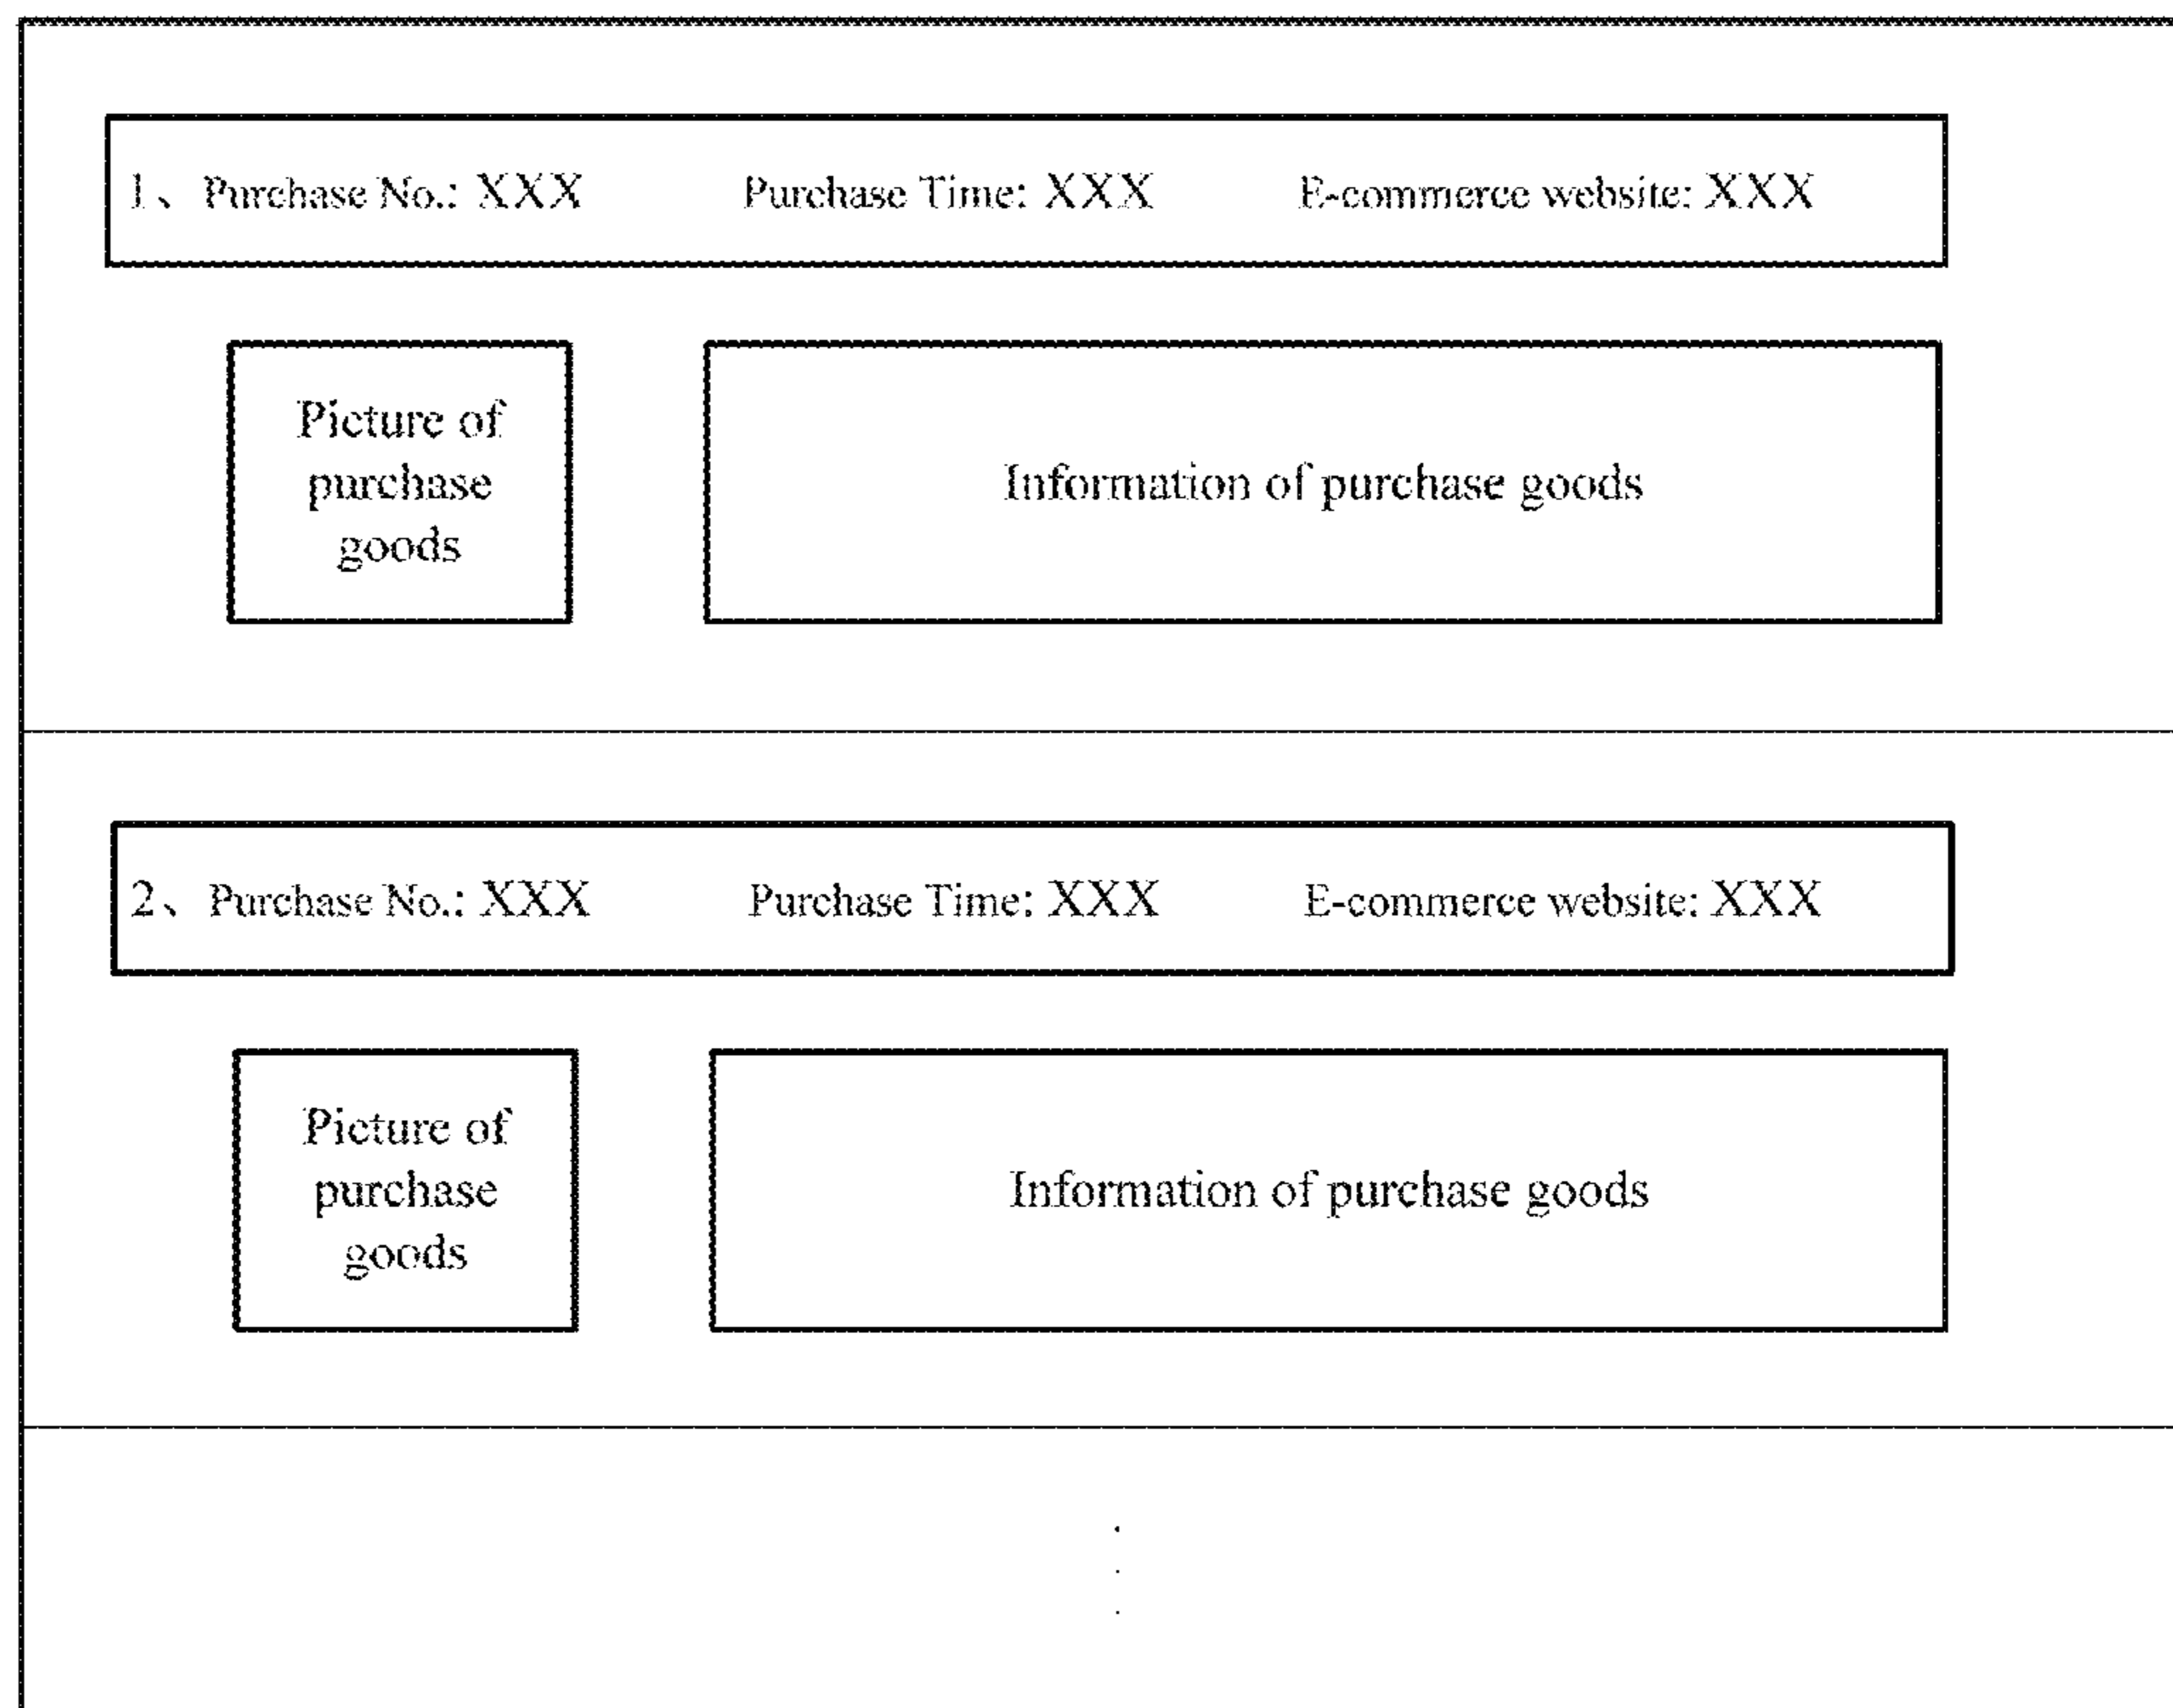 1、Purchase No.: XXX Purchase Time: XXX E-commerce website: XXX
Picture of
purchase
goods
Information of purchase goods
2、Purchase No.: XXX Purchase Time: XXX E-commerce website: XXX
Picture of
purchase
goods
Information of purchase goods